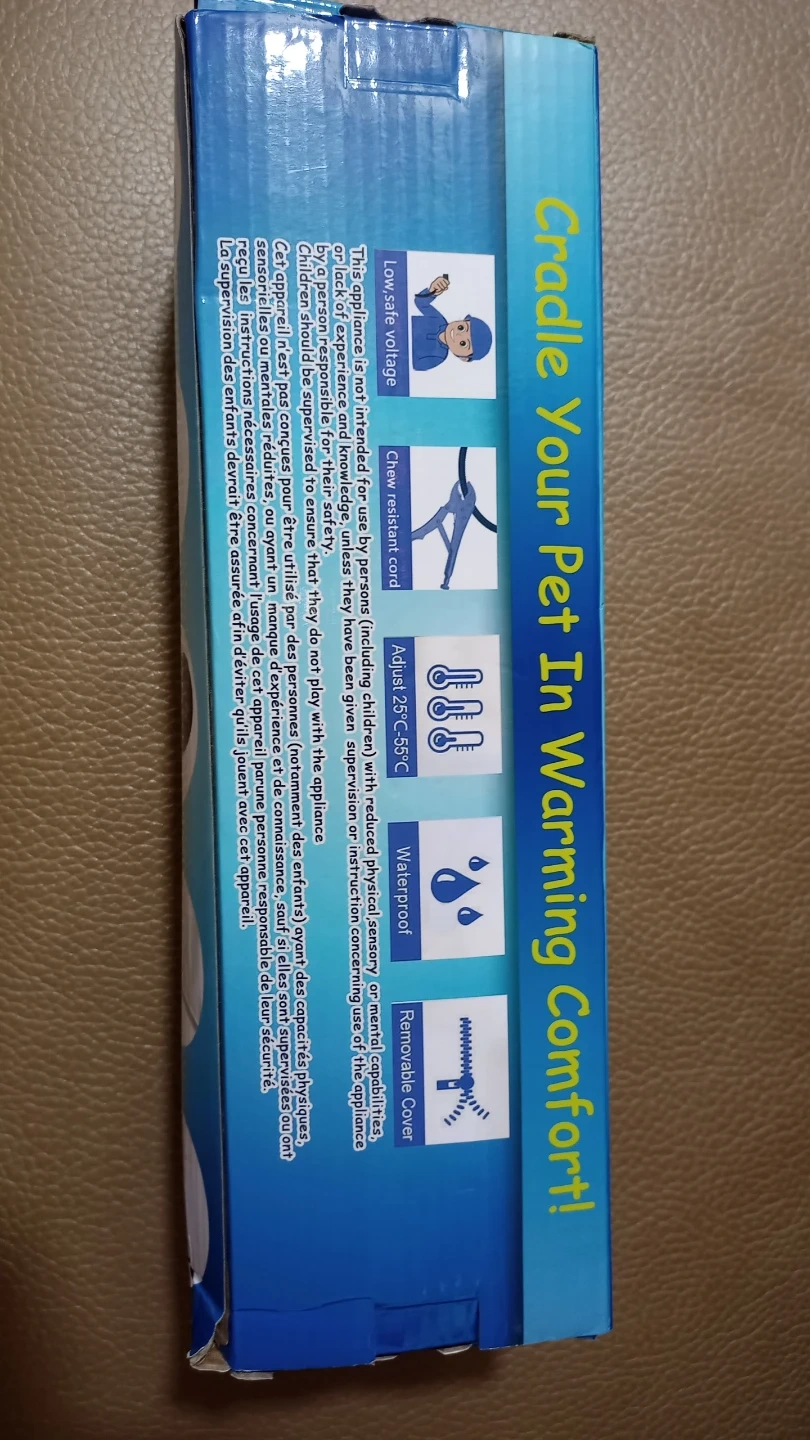 Cradle Your Pet In Warming Comfort!
Low,safe voltage
Chew resistant cord
Adjust 25°C-55°C
Waterproof
Removable Cover
This appliance is not intended for use by persons (including children) with reduced physical,sensory or mental capabilities,
or lack of experience and knowledge, unless they have been given supervision or instruction concerning use of the appliance
by a person responsible for their safety.
Children should be supervised to ensure that they do not play with the appliance
Cet appareil n'est pas conçues pour être utilisé par des personnes (notamment des enfants) ayant des capacités physiques,
sensorielles ou mentales réduites, ou ayant un manque d'expérience et de connaissance, sauf si elles sont supervisées ou ont
reçu les instructions nécessaires concernant l'usage de cet appareil parune personne responsable de leur sécurité.
La supervision des enfants devrait être assurée afin d'éviter qu'ils jouent avec cet appareil.